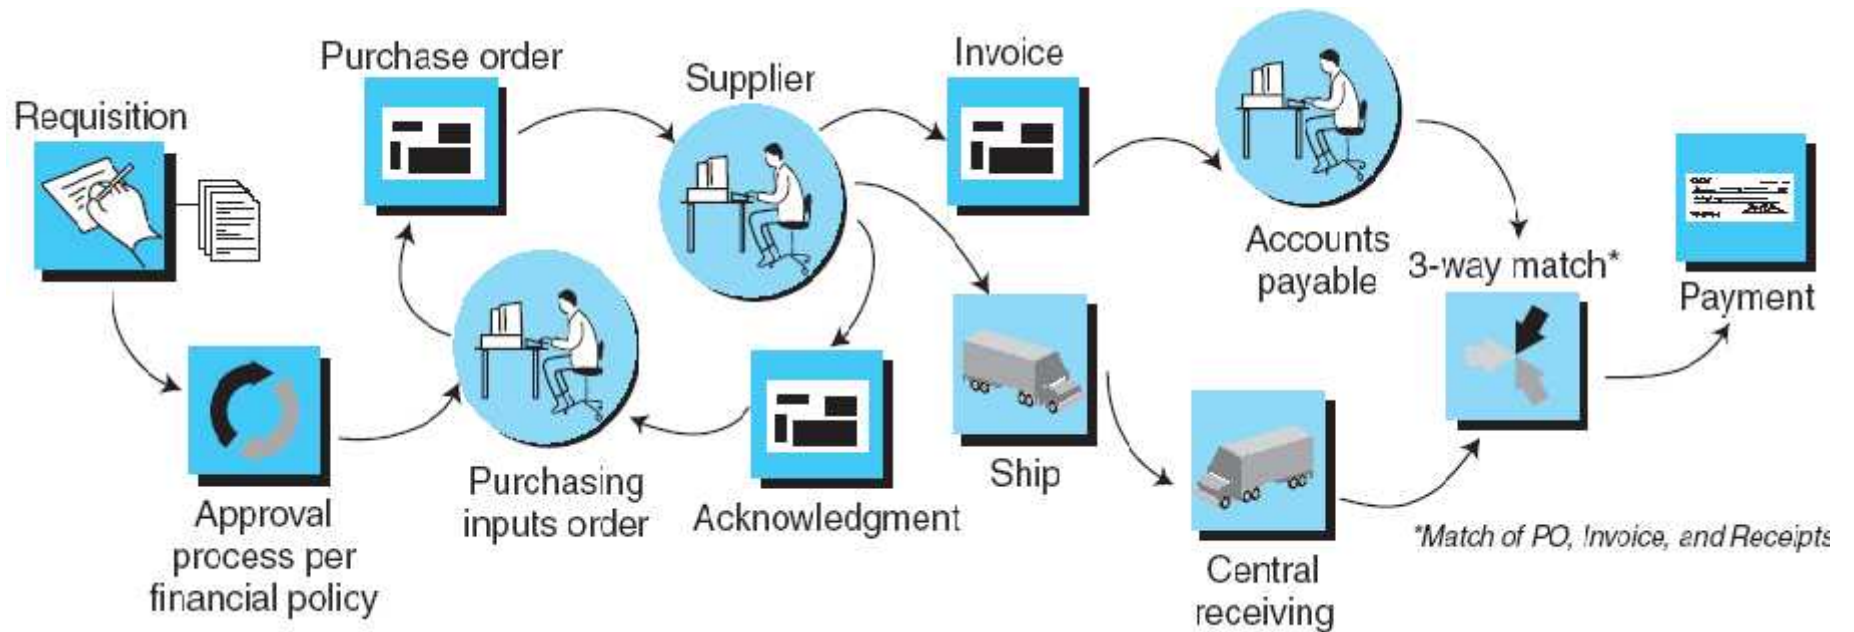 Requisition
Approval
process per
financial policy
Purchase order
Purchasing
inputs order
Supplier
Acknowledgment
Invoice
Ship
Accounts
payable
Central
receiving
3-way match*
Payment
*Match of PO, Invoice, and Receipts